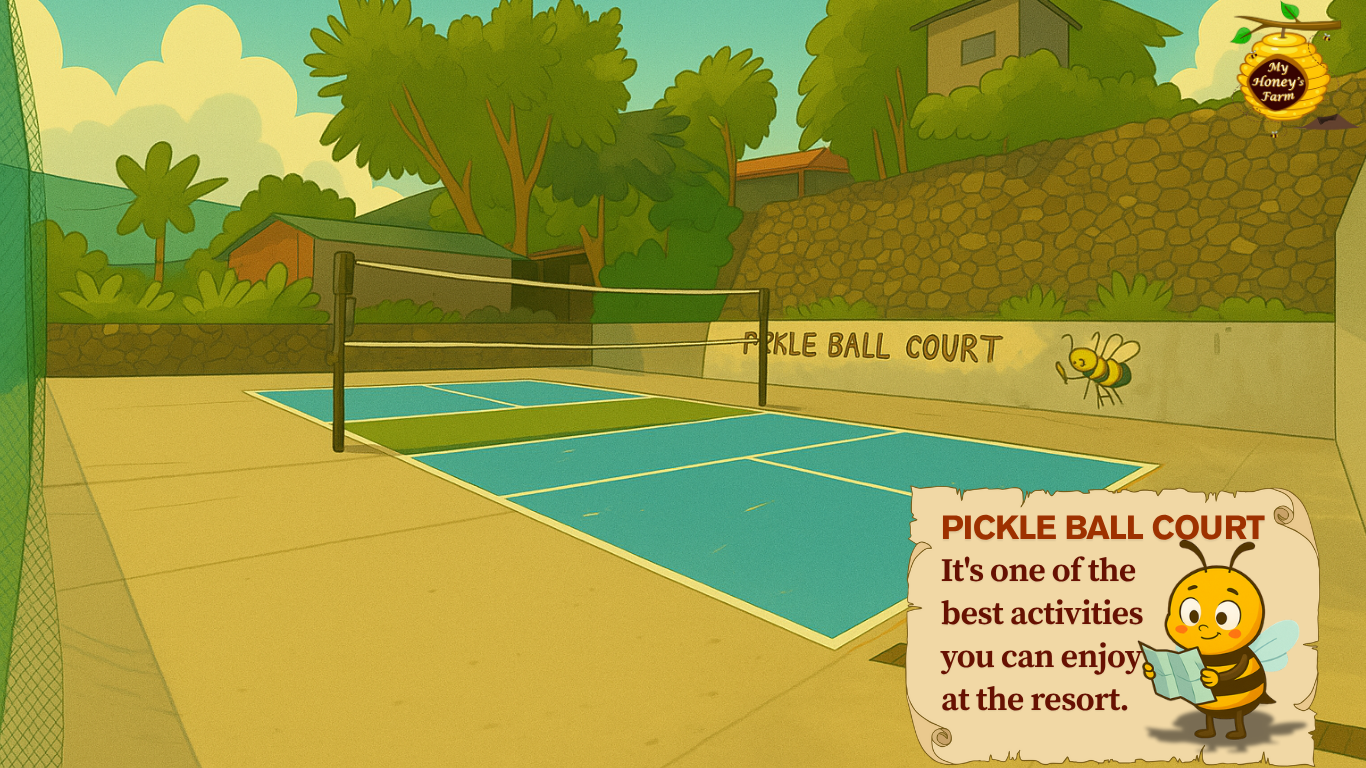 My
Honey's
Farm
PICKLE BALL COURT
PICKLE BALL COURT
It's one of the
best activities
you can enjoy
at the resort.